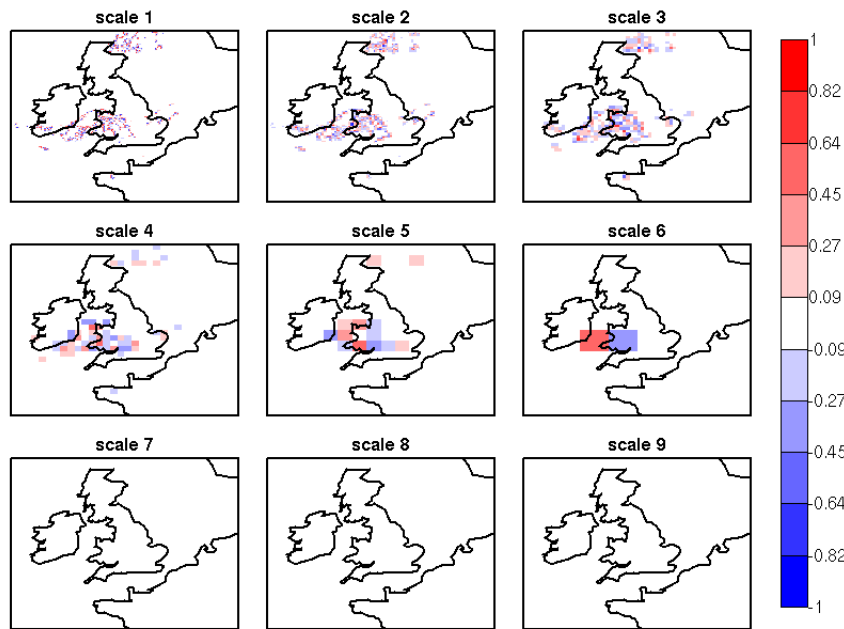 scale 1
scale 2
scale 3
scale 4
scale 5
scale 6
scale 7
scale 8
scale 9
1
0.82
0.64
0.45
0.27
0.09
-0.09
-0.27
-0.45
-0.64
-0.82
-1